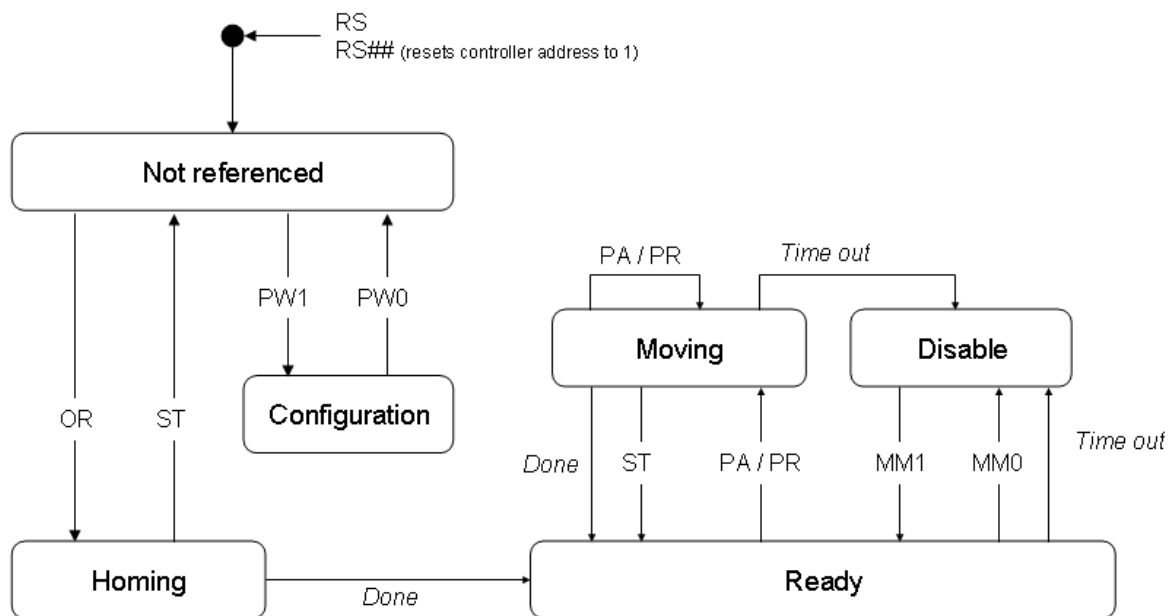 RS
RS## (resets controller address to 1)
Not referenced
PA / PR
Time out
PW1
PW0
Moving
Disable
Configuration
OR
ST
Done
ST
PA / PR
MM1
MM0
Time out
Homing
Done
Ready